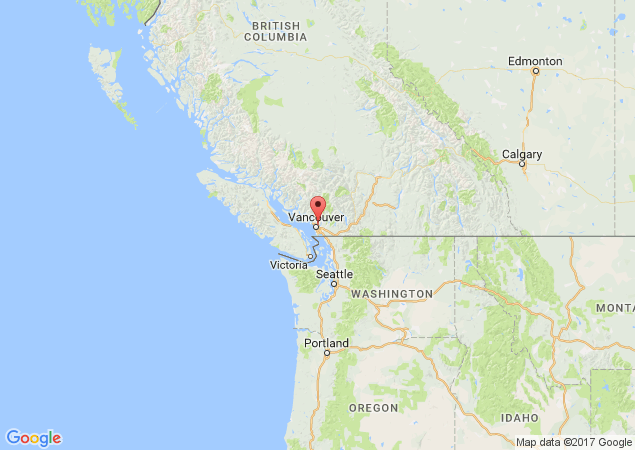 BRITISH
COLUMBIA
Edmonton
Calgary
Vancouver
Victoria
Seattle
WASHINGTON
MONTA
Portland
OREGON
IDAHO
Google
Map data ©2017 Google